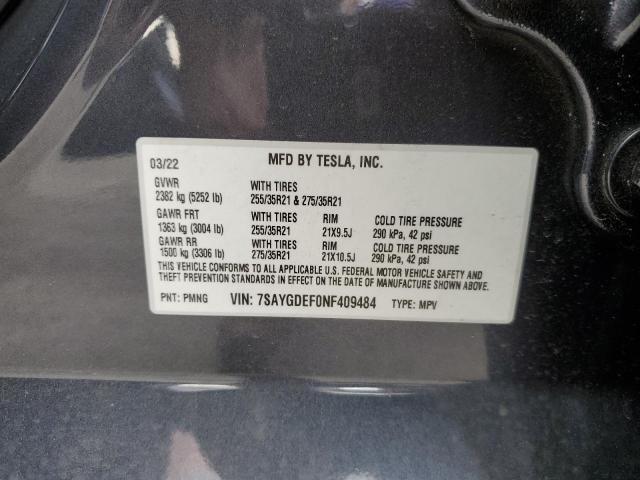 03/22 MFD BY TESLA, INC.
GVWR WITH TIRES
2382 kg (5252 lb) 255/35R21 & 275/35R21
GAWR FRT WITH TIRES RIM COLD TIRE PRESSURE
1363 kg (3004 lb) 255/35R21 21X9.5J 290 kPa, 42 psi
GAWR RR WITH TIRES RIM COLD TIRE PRESSURE
1500 kg (3306 lb) 275/35R21 21X10.5J 290 kPa, 42 psi
THIS VEHICLE CONFORMS TO ALL APPLICABLE U.S. FEDERAL MOTOR VEHICLE SAFETY AND
THEFT PREVENTION STANDARDS IN EFFECT ON THE DATE OF MANUFACTURE SHOWN ABOVE.
PNT: PMNG VIN: 7SAYGDEF0NF409484 TYPE: MPV